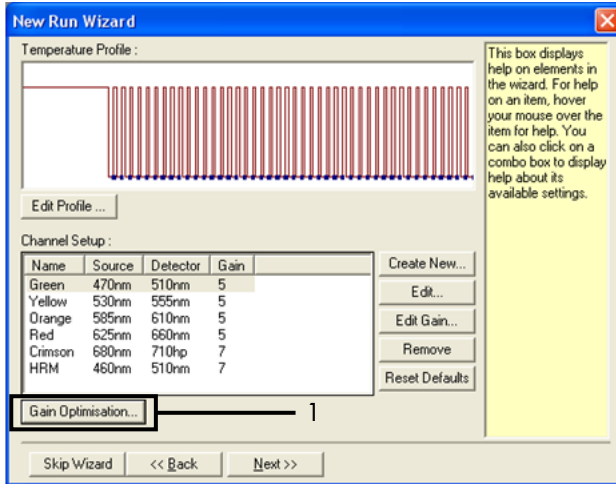 New Run Wizard
Temperature Profile :
This box displays
help on elements in
the wizard. For help
on an item, hover
your mouse over the
item for help. You
can also click on a
combo box to display
help about its
available settings.
Edit Profile ...
Channel Setup :
Name Source Detector Gain
Green 470nm 510nm 5
Yellow 530nm 555nm 5
Orange 585nm 610nm 5
Red 625nm 660nm 5
Crimson 680nm 710hp 7
HRM 460nm 510nm 7
Create New...
Edit...
Edit Gain...
Remove
Reset Defaults
Gain Optimisation...
1
Skip Wizard
<< Back
Next >>